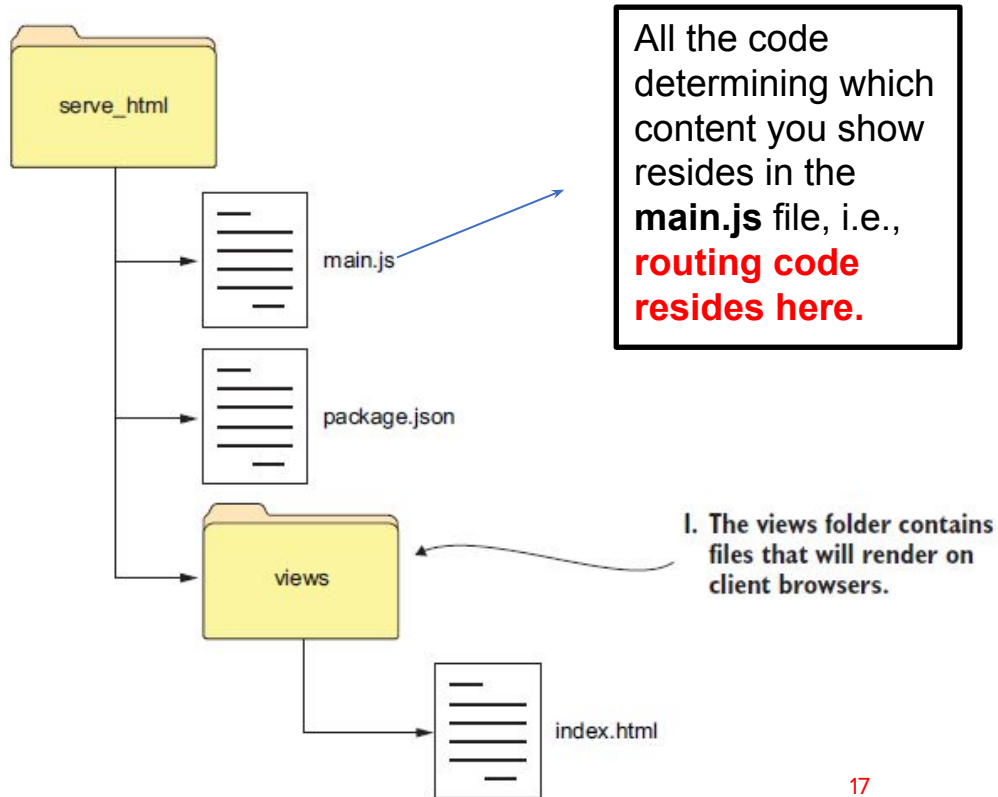 serve_html
All the code
determining which
content you show
resides in the
main.js file, i.e.,
routing code
resides here.
main.js
package.json
views
I. The views folder contains
files that will render on
client browsers.
index.html
17